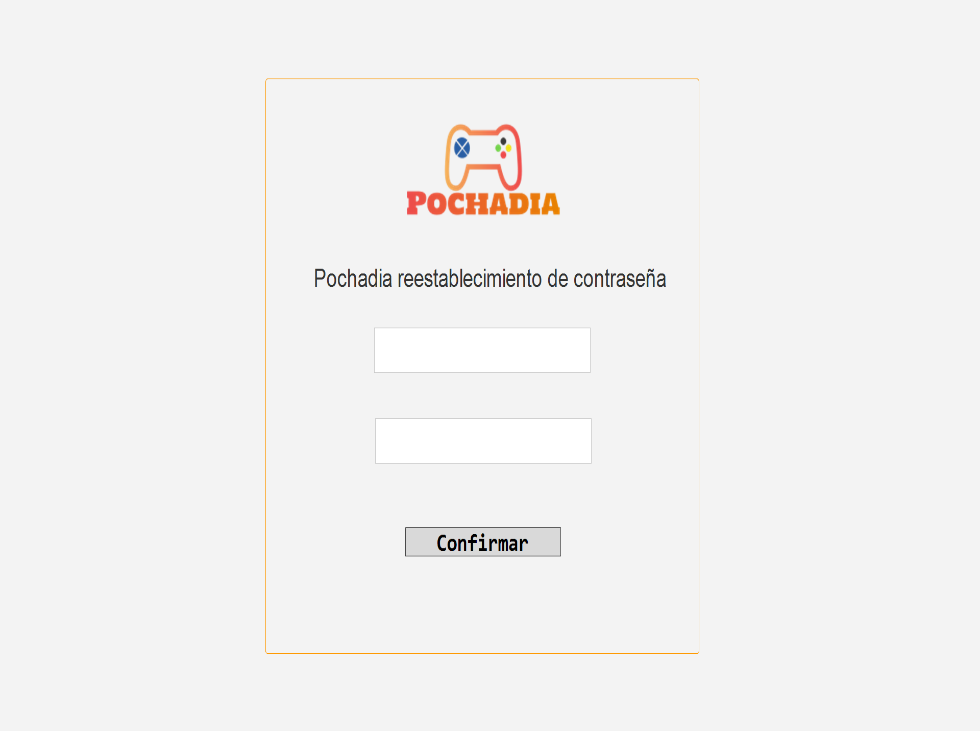 POCHADIA
Pochadia reestablecimiento de contraseña
Confirmar